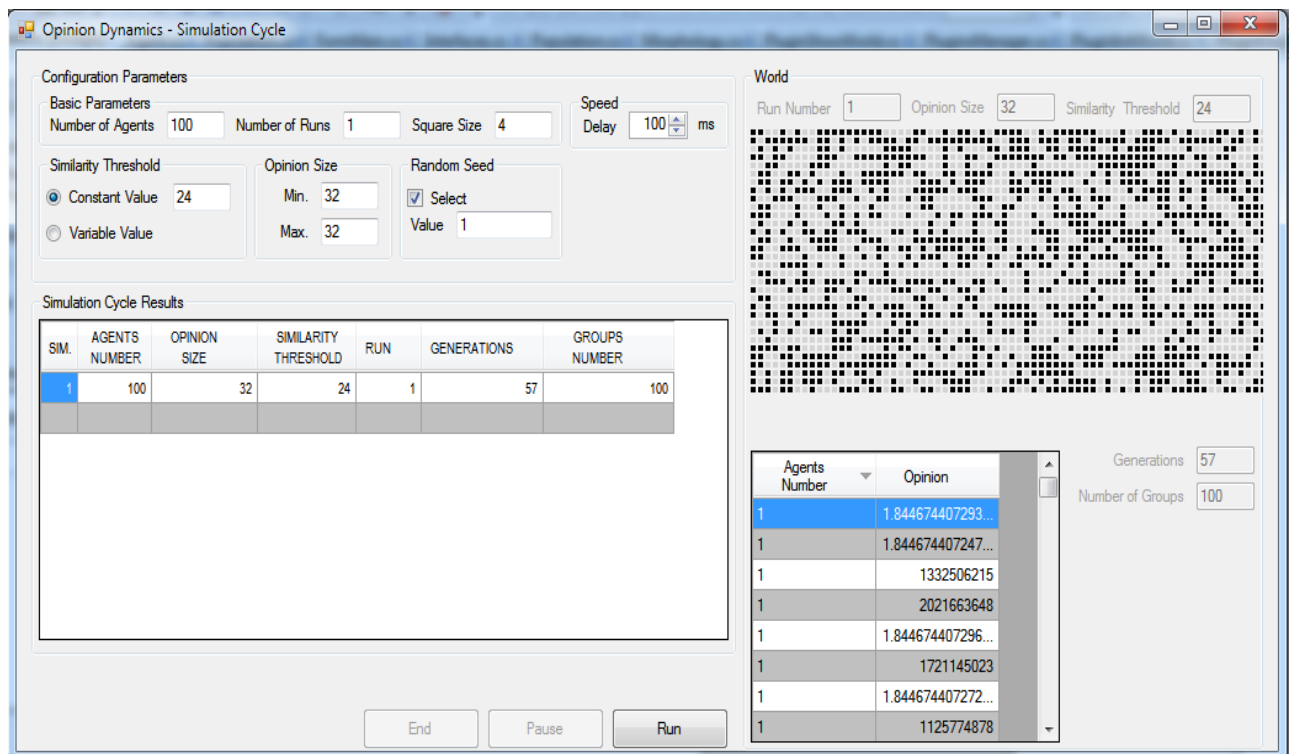 Opinion Dynamics - Simulation Cycle
Configuration Parameters
Basic Parameters
Number of Agents 100 Number of Runs 1 Square Size 4
Speed
Delay 100 ms
Similarity Threshold
Constant Value 24
Variable Value
Opinion Size
Min. 32
Max. 32
Random Seed
Select
Value 1
Simulation Cycle Results
SIM. AGENTS NUMBER OPINION SIZE SIMILARITY THRESHOLD RUN GENERATIONS GROUPS NUMBER
1 100 32 24 1 57 100
End Pause Run
World
Run Number 1 Opinion Size 32 Similarity Threshold 24
Agents Number Opinion
1 1.844674407293...
1 1.844674407247...
1 1332506215
1 2021663648
1 1.844674407296...
1 1721145023
1 1.844674407272...
1 1125774878
Generations 57
Number of Groups 100